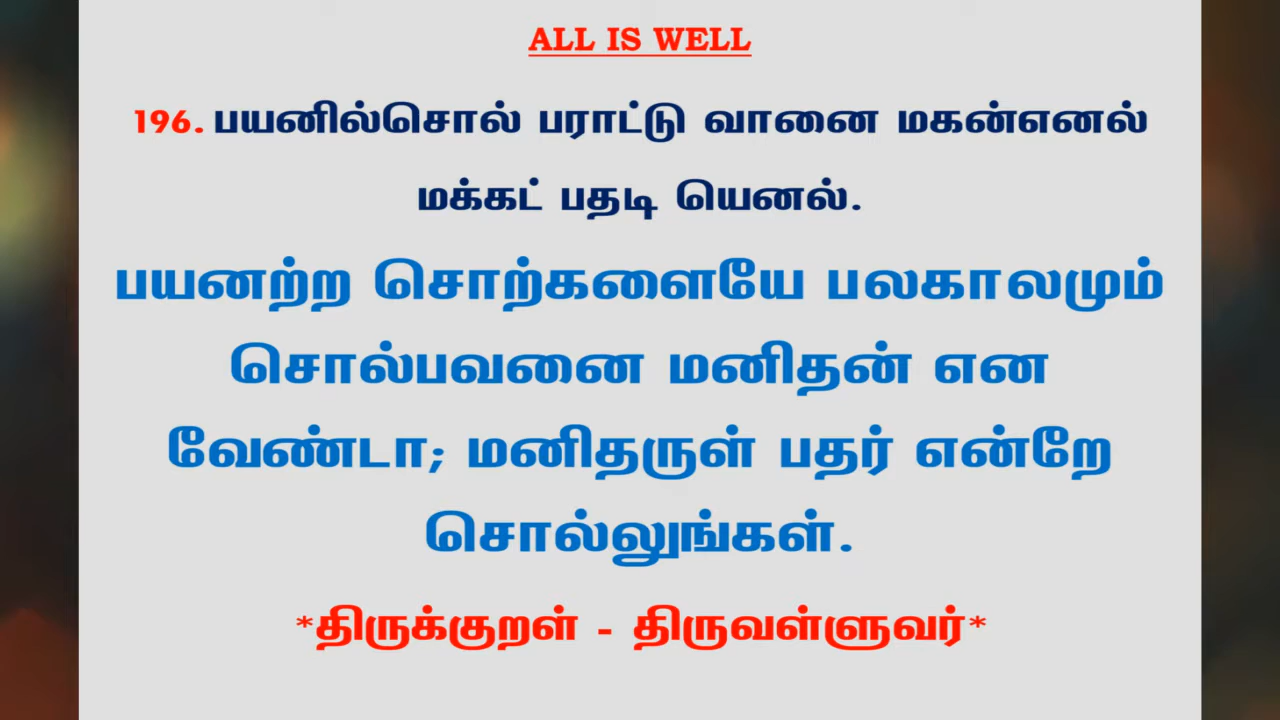 ALL IS WELL
196. பயனில்சொல் பராட்டு வானை மகன்எனல்
மக்கட் பதடி யெனல்.
பயனற்ற சொற்களையே பலகாலமும்
சொல்பவனை மனிதன் என
வேண்டா; மனிதருள் பதர் என்றே
சொல்லுங்கள்.
*திருக்குறள் - திருவள்ளுவர்*